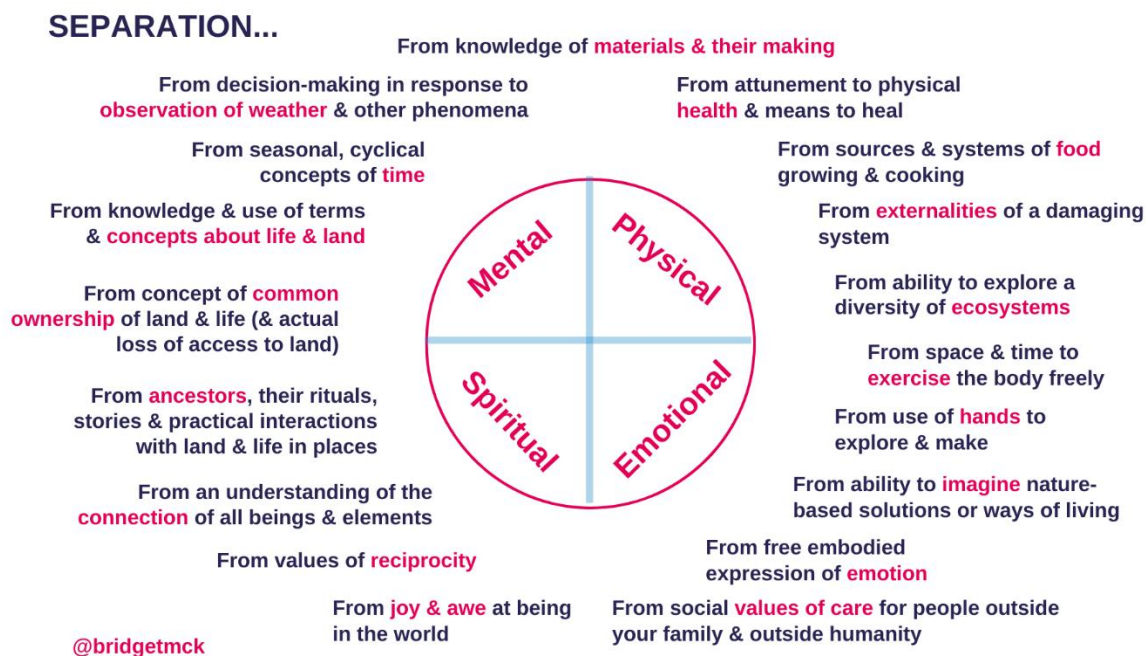 SEPARATION...
From knowledge of materials & their making
From decision-making in response to
observation of weather & other phenomena
From attunement to physical
health & means to heal
From seasonal, cyclical
concepts of time
From sources & systems of food
growing & cooking
From knowledge & use of terms
& concepts about life & land
From externalities of a damaging
system
From concept of common
ownership of land & life (& actual
loss of access to land)
From ability to explore a
diversity of ecosystems
From space & time to
exercise the body freely
From ancestors, their rituals,
stories & practical interactions
with land & life in places
From use of hands to
explore & make
From an understanding of the
connection of all beings & elements
From ability to imagine nature-
based solutions or ways of living
From values of reciprocity
From free embodied
expression of emotion
From joy & awe at being
in the world
From social values of care for people outside
your family & outside humanity
Mental
Physical
Spiritual
Emotional
@bridgetmck